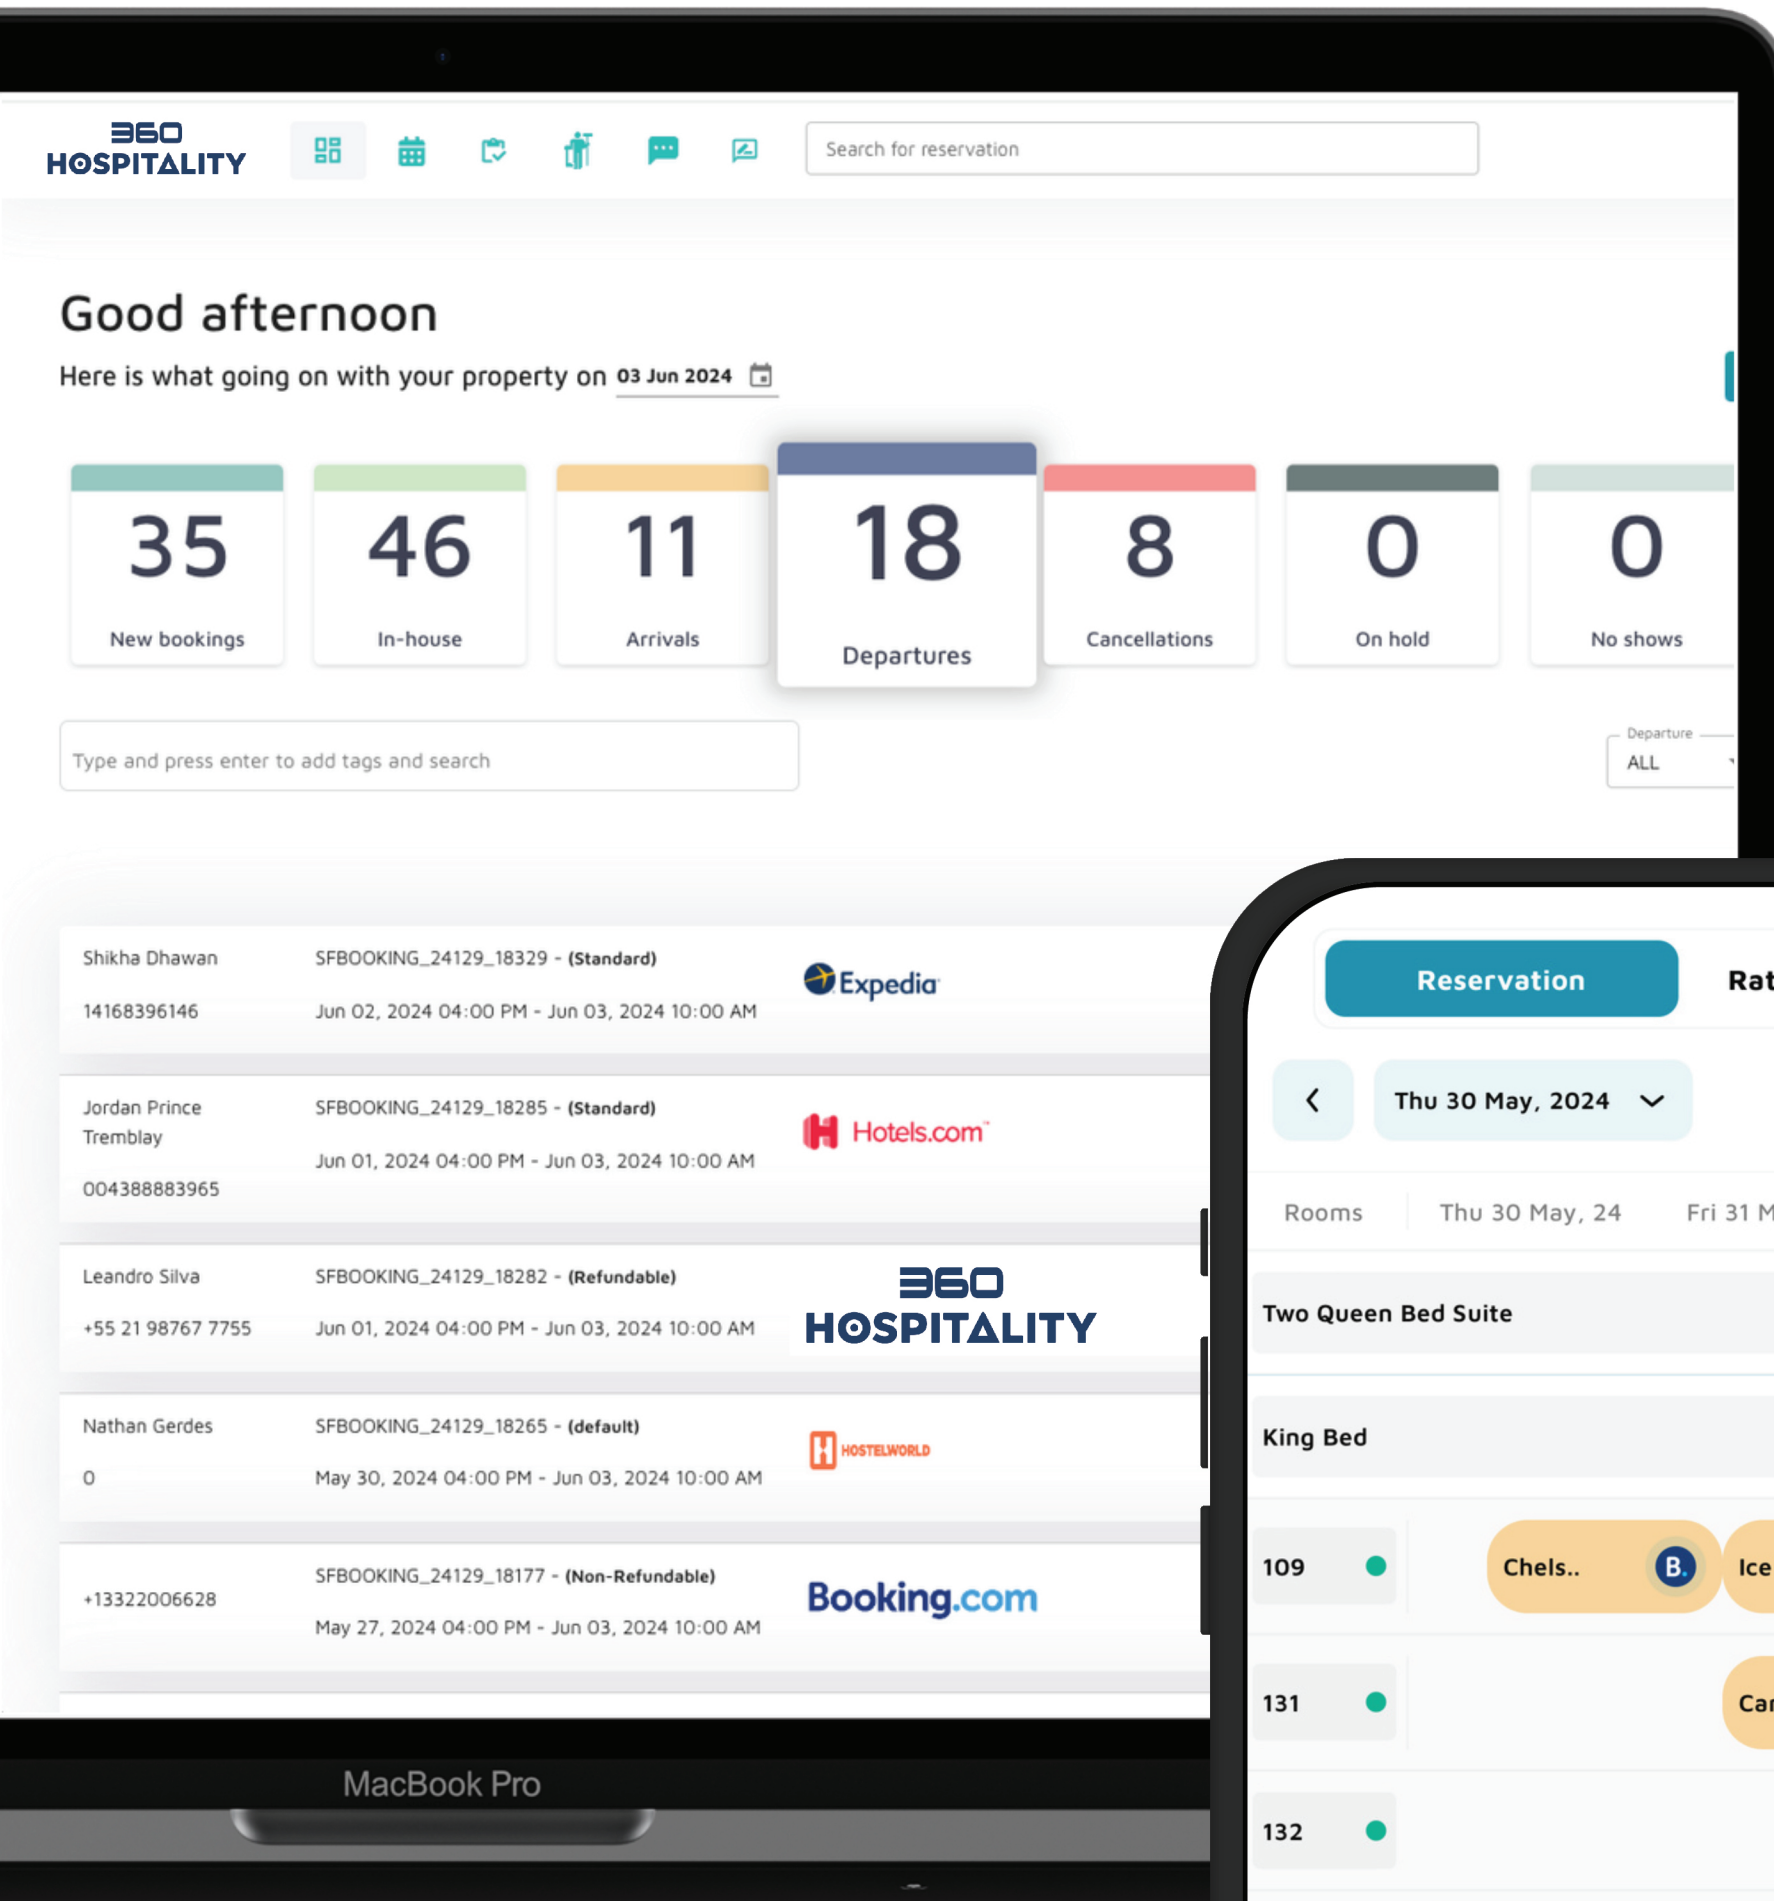 360
HOSPITALITY
Search for reservation
Good afternoon
Here is what going on with your property on 03 Jun 2024
35
New bookings
46
In-house
11
Arrivals
18
Departures
8
Cancellations
0
On hold
0
No shows
Type and press enter to add tags and search
Departure
ALL
Shikha Dhawan
14168396146
SFBOOKING_24129_18329 - (Standard)
Jun 02, 2024 04:00 PM - Jun 03, 2024 10:00 AM
Expedia
Jordan Prince
Tremblay
004388883965
SFBOOKING_24129_18285 - (Standard)
Jun 01, 2024 04:00 PM - Jun 03, 2024 10:00 AM
Hotels.com™
Leandro Silva
+55 21 98767 7755
SFBOOKING_24129_18282 - (Refundable)
Jun 01, 2024 04:00 PM - Jun 03, 2024 10:00 AM
360
HOSPITALITY
Nathan Gerdes
0
SFBOOKING_24129_18265 - (default)
May 30, 2024 04:00 PM - Jun 03, 2024 10:00 AM
HOSTELWORLD
+13322006628
SFBOOKING_24129_18177 - (Non-Refundable)
May 27, 2024 04:00 PM - Jun 03, 2024 10:00 AM
Booking.com
MacBook Pro
Reservation
Rat
Thu 30 May, 2024
Rooms
Thu 30 May, 24
Fri 31 M
Two Queen Bed Suite
King Bed
109
Chels..
B.
Ice
131
Car
132